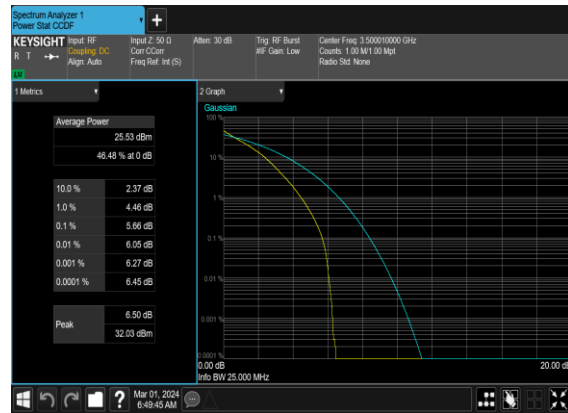 Spectrum Analyzer 1
Power Stat CCDF
KEYSIGHT
R T
LXI
Input: RF
Coupling: DC
Align: Auto
Input Z: 50 Ω
Corr CCorr
Freq Ref: Int (S)
Atten: 30 dB
Trig: RF Burst
#IF Gain: Low
Center Freq: 3.500010000 GHz
Counts: 1.00 M/1.00 Mpt
Radio Std: None
1 Metrics
Average Power
25.53 dBm
46.48 % at 0 dB
10.0 % 2.37 dB
1.0 % 4.46 dB
0.1 % 5.66 dB
0.01 % 6.05 dB
0.001 % 6.27 dB
0.0001 % 6.45 dB
Peak
6.50 dB
32.03 dBm
2 Graph
Gaussian
100 %
10 %
1 %
0.1 %
0.01 %
0.001 %
0.0001 %
0.00 dB
20.00 dB
Info BW 25.000 MHz
?
Mar 01, 2024
6:49:45 AM